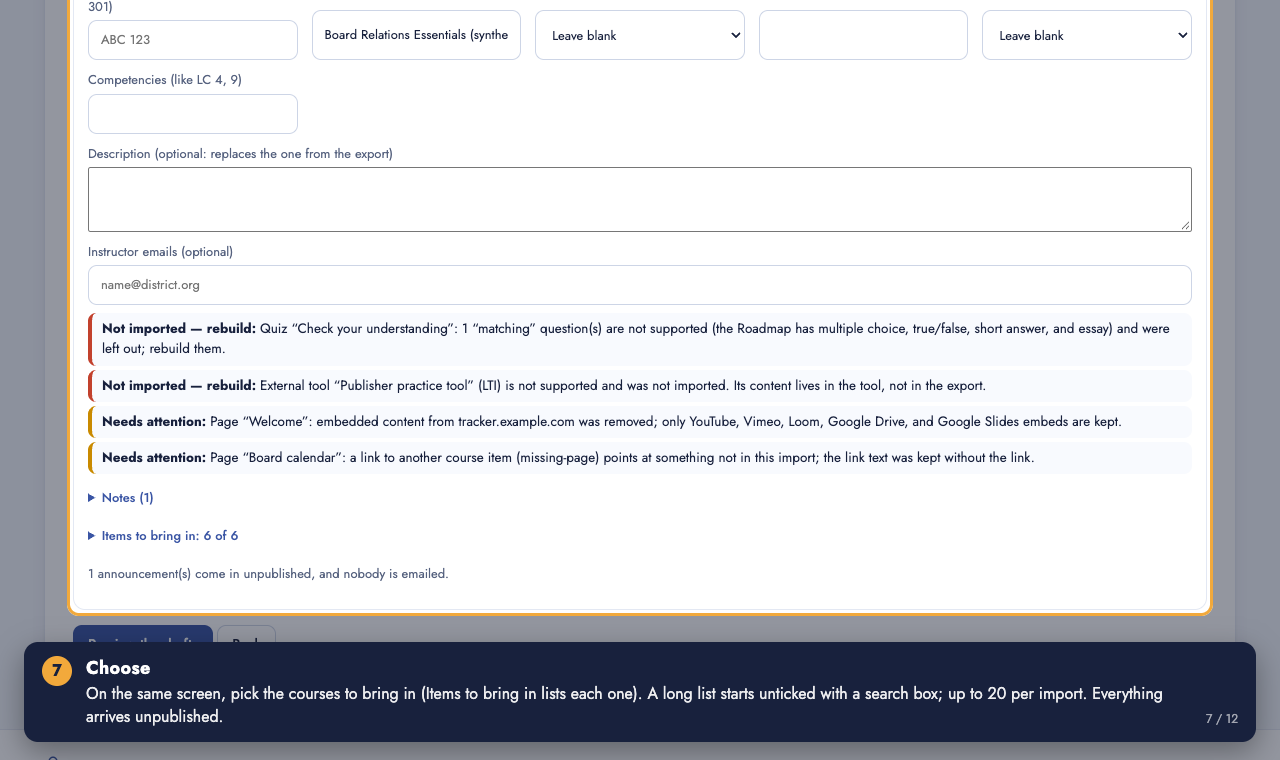 301)
ABC 123
Board Relations Essentials (synthe
Leave blank
Leave blank
Competencies (like LC 4, 9)
Description (optional: replaces the one from the export)
Instructor emails (optional)
name@district.org
Not imported — rebuild: Quiz “Check your understanding”: 1 “matching” question(s) are not supported (the Roadmap has multiple choice, true/false, short answer, and essay) and were
left out; rebuild them.
Not imported — rebuild: External tool “Publisher practice tool” (LTI) is not supported and was not imported. Its content lives in the tool, not in the export.
Needs attention: Page “Welcome”: embedded content from tracker.example.com was removed; only YouTube, Vimeo, Loom, Google Drive, and Google Slides embeds are kept.
Needs attention: Page “Board calendar”: a link to another course item (missing-page) points at something not in this import; the link text was kept without the link.
Notes (1)
Items to bring in: 6 of 6
1 announcement(s) come in unpublished, and nobody is emailed.
7
Choose
On the same screen, pick the courses to bring in (Items to bring in lists each one). A long list starts unticked with a search box; up to 20 per import. Everything
arrives unpublished.
7 / 12